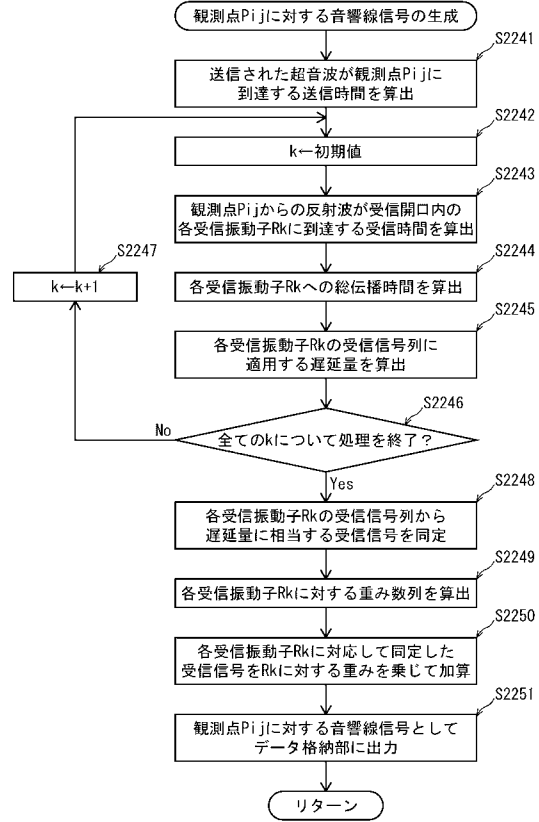 観測点Pijに対する音響線信号の生成
S2241
送信された超音波が観測点Pijに
到達する送信時間を算出
S2242
k←初期値
S2243
観測点Pijからの反射波が受信開口内の
各受信振動子Rkに到達する受信時間を算出
S2244
各受信振動子Rkへの総伝播時間を算出
S2247
k←k+1
S2245
各受信振動子Rkの受信信号列に
適用する遅延量を算出
S2246
全てのkについて処理を終了？
No
Yes
S2248
各受信振動子Rkの受信信号列から
遅延量に相当する受信信号を同定
S2249
各受信振動子Rkに対する重み数列を算出
S2250
各受信振動子Rkに対応して同定した
受信信号をRkに対する重みを乗じて加算
S2251
観測点Pijに対する音響線信号として
データ格納部に出力
リターン